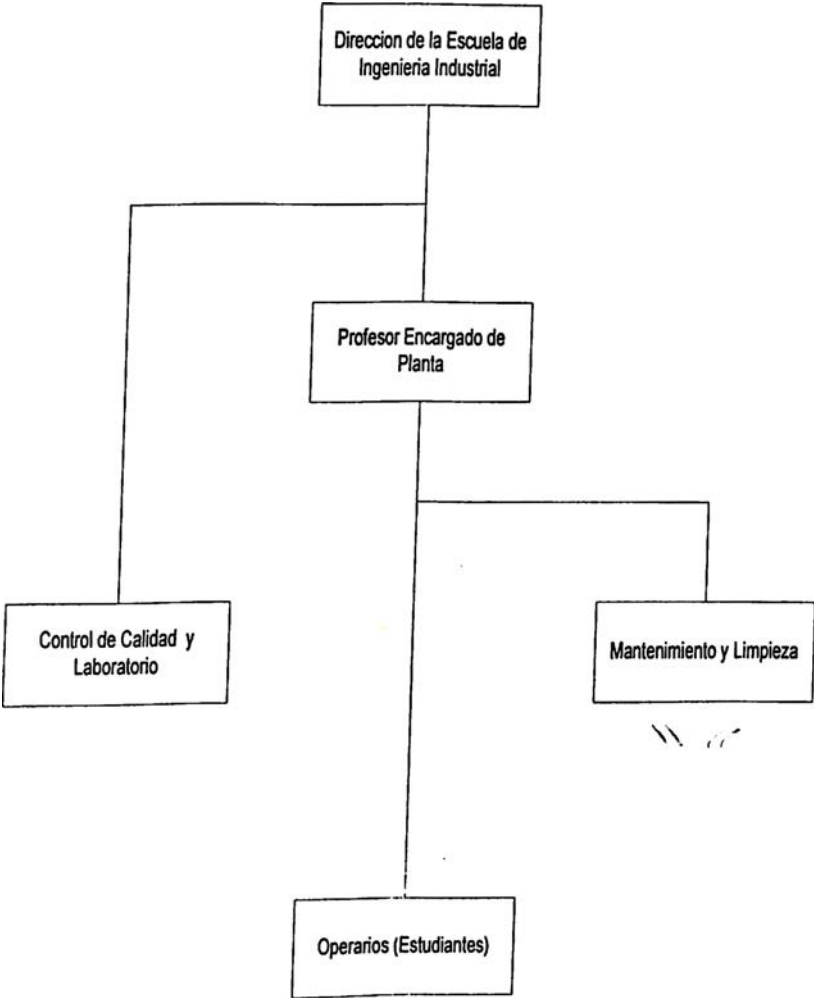 Direccion de la Escuela de
Ingenieria Industrial
Profesor Encargado de
Planta
Control de Calidad y
Laboratorio
Mantenimiento y Limpieza
Operarios (Estudiantes)